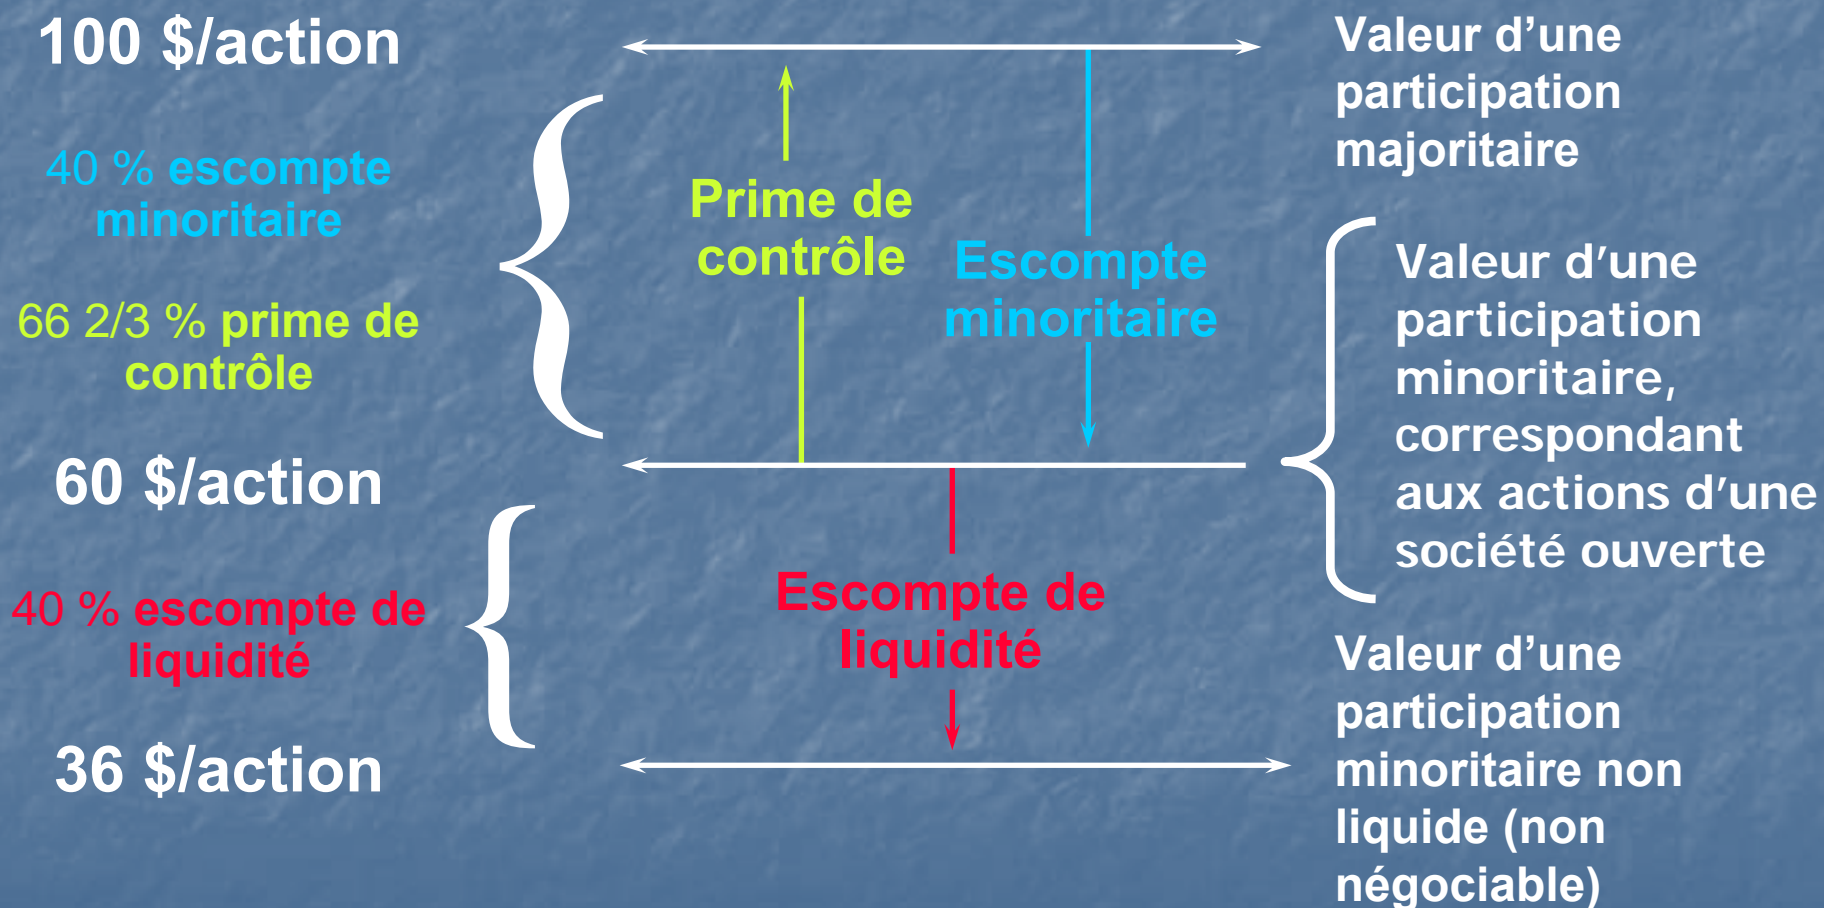 100 $/action
40 % escompte
minoritaire
66 2/3 % prime de
contrôle
60 $/action
40 % escompte de
liquidité
36 $/action
Prime de
contrôle
Escompte
minoritaire
Escompte de
liquidité
Valeur d’une
participation
majoritaire
Valeur d’une
participation
minoritaire,
correspondant
aux actions d’une
société ouverte
Valeur d’une
participation
minoritaire non
liquide (non
négociable)